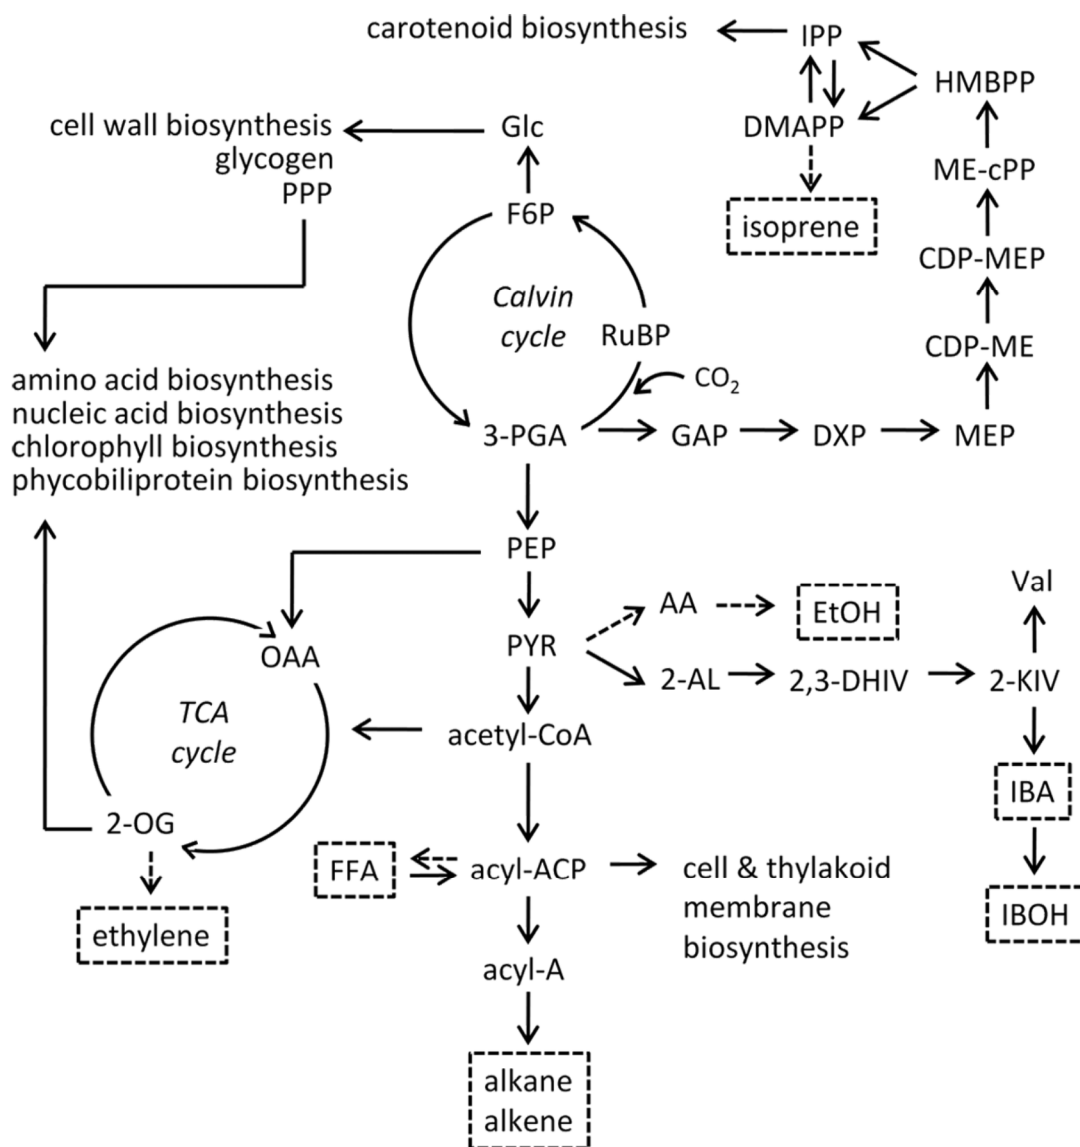 carotenoid biosynthesis
IPP
HMBPP
DMAPP
isoprene
ME-cPP
CDP-MEP
CDP-ME
MEP
cell wall biosynthesis
glycogen
PPP
Glc
F6P
Calvin
cycle
RuBP
CO₂
3-PGA
GAP
DXP
amino acid biosynthesis
nucleic acid biosynthesis
chlorophyll biosynthesis
phycobiliprotein biosynthesis
PEP
PYR
AA
EtOH
Val
2-AL
2,3-DHIV
2-KIV
IBA
IBOH
OAA
TCA
cycle
2-OG
ethylene
acetyl-CoA
FFA
acyl-ACP
cell & thylakoid
membrane
biosynthesis
acyl-A
alkane
alkene